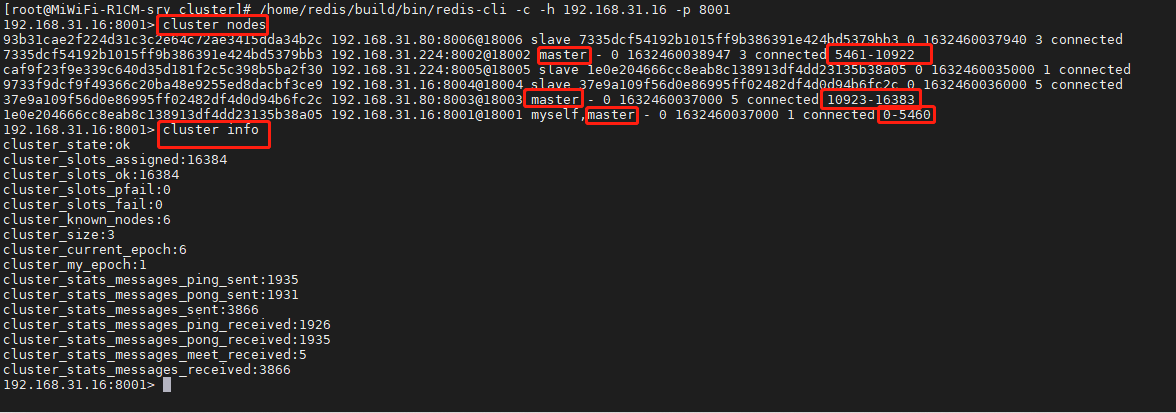 [root@MiWiFi-R1CM-srv cluster]# /home/redis/build/bin/redis-cli -c -h 192.168.31.16 -p 8001
192.168.31.16:8001> cluster nodes
93b31cae2f224d31c3c2e64c72ae3415dda34b2c 192.168.31.80:8006@18006 slave 7335dcf54192b1015ff9b386391e424bd5379bb3 0 1632460037940 3 connected
7335dcf54192b1015ff9b386391e424bd5379bb3 192.168.31.224:8002@18002 master - 0 1632460038947 3 connected 5461-10922
caf9f23f9e339c640d35d181f2c5c398b5ba2f30 192.168.31.224:8005@18005 slave 1e0e204666cc8eab8c138913df4dd23135b38a05 0 1632460035000 1 connected
9733f9dcf9f49366c20ba48e9255ed8dacbf3ce9 192.168.31.16:8004@18004 slave 37e9a109f56d0e86995ff02482df4d0d94b6fc2c 0 1632460036000 5 connected
37e9a109f56d0e86995ff02482df4d0d94b6fc2c 192.168.31.80:8003@18003 master - 0 1632460037000 5 connected 10923-16383
1e0e204666cc8eab8c138913df4dd23135b38a05 192.168.31.16:8001@18001 myself,master - 0 1632460037000 1 connected 0-5460
192.168.31.16:8001> cluster info
cluster_state:ok
cluster_slots_assigned:16384
cluster_slots_ok:16384
cluster_slots_pfail:0
cluster_slots_fail:0
cluster_known_nodes:6
cluster_size:3
cluster_current_epoch:6
cluster_my_epoch:1
cluster_stats_messages_ping_sent:1935
cluster_stats_messages_pong_sent:1931
cluster_stats_messages_sent:3866
cluster_stats_messages_ping_received:1926
cluster_stats_messages_pong_received:1935
cluster_stats_messages_meet_received:5
cluster_stats_messages_received:3866
192.168.31.16:8001>